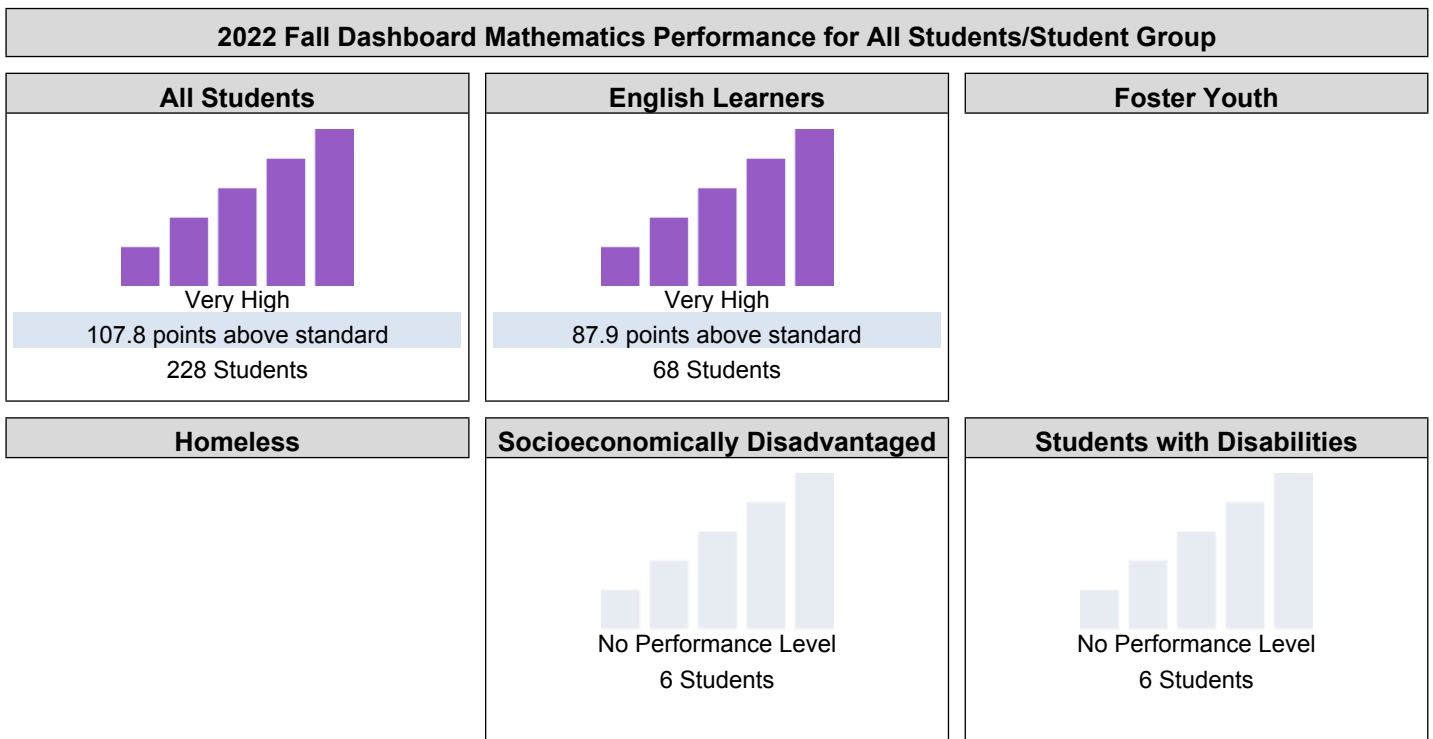 2022 Fall Dashboard Mathematics Performance for All Students/Student Group
All Students
Very High
107.8 points above standard
228 Students
English Learners
Very High
87.9 points above standard
68 Students
Foster Youth
Homeless
Socioeconomically Disadvantaged
No Performance Level
6 Students
Students with Disabilities
No Performance Level
6 Students